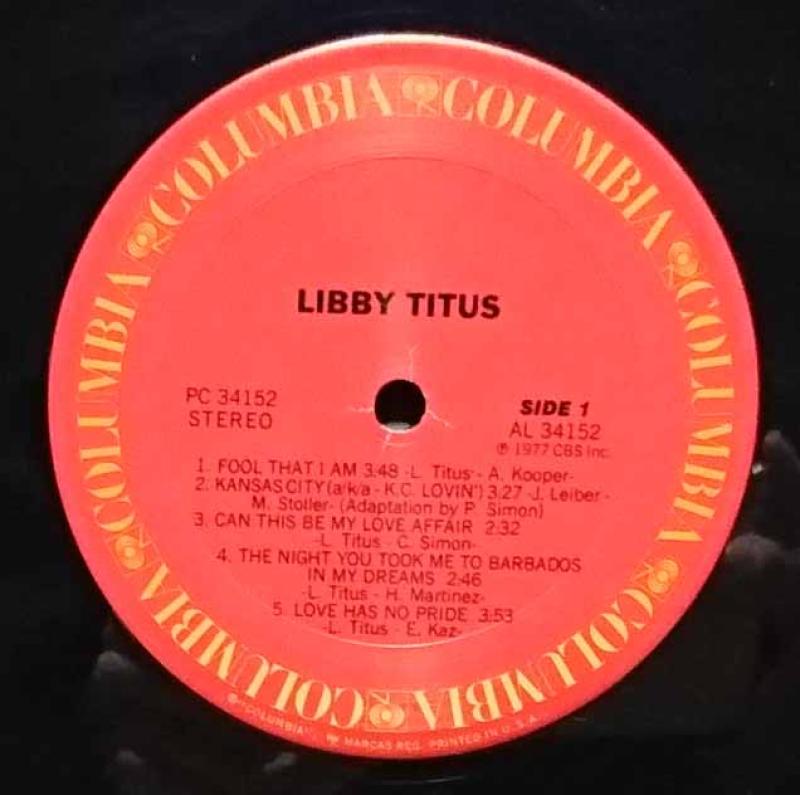 COLUMBIA COLUMBIA COLUMBIA COLUMBIA COLUMBIA COLUMBIA COLUMBIA
LIBBY TITUS
PC 34152
STEREO
SIDE 1
AL 34152
℗ 1977 CBS Inc.
1. FOOL THAT I AM 3:48 -L. Titus - A. Kooper-
2. KANSAS CITY (a/k/a - K.C. LOVIN') 3:27 -J. Leiber -
M. Stoller- (Adaptation by P. Simon)
3. CAN THIS BE MY LOVE AFFAIR 2:32
-L. Titus - C. Simon-
4. THE NIGHT YOU TOOK ME TO BARBADOS
IN MY DREAMS 2:46
-L. Titus - H. Martinez-
5. LOVE HAS NO PRIDE 3:53
-L. Titus - E. Kaz-
"COLUMBIA", MARCAS REG. PRINTED IN U.S.A.